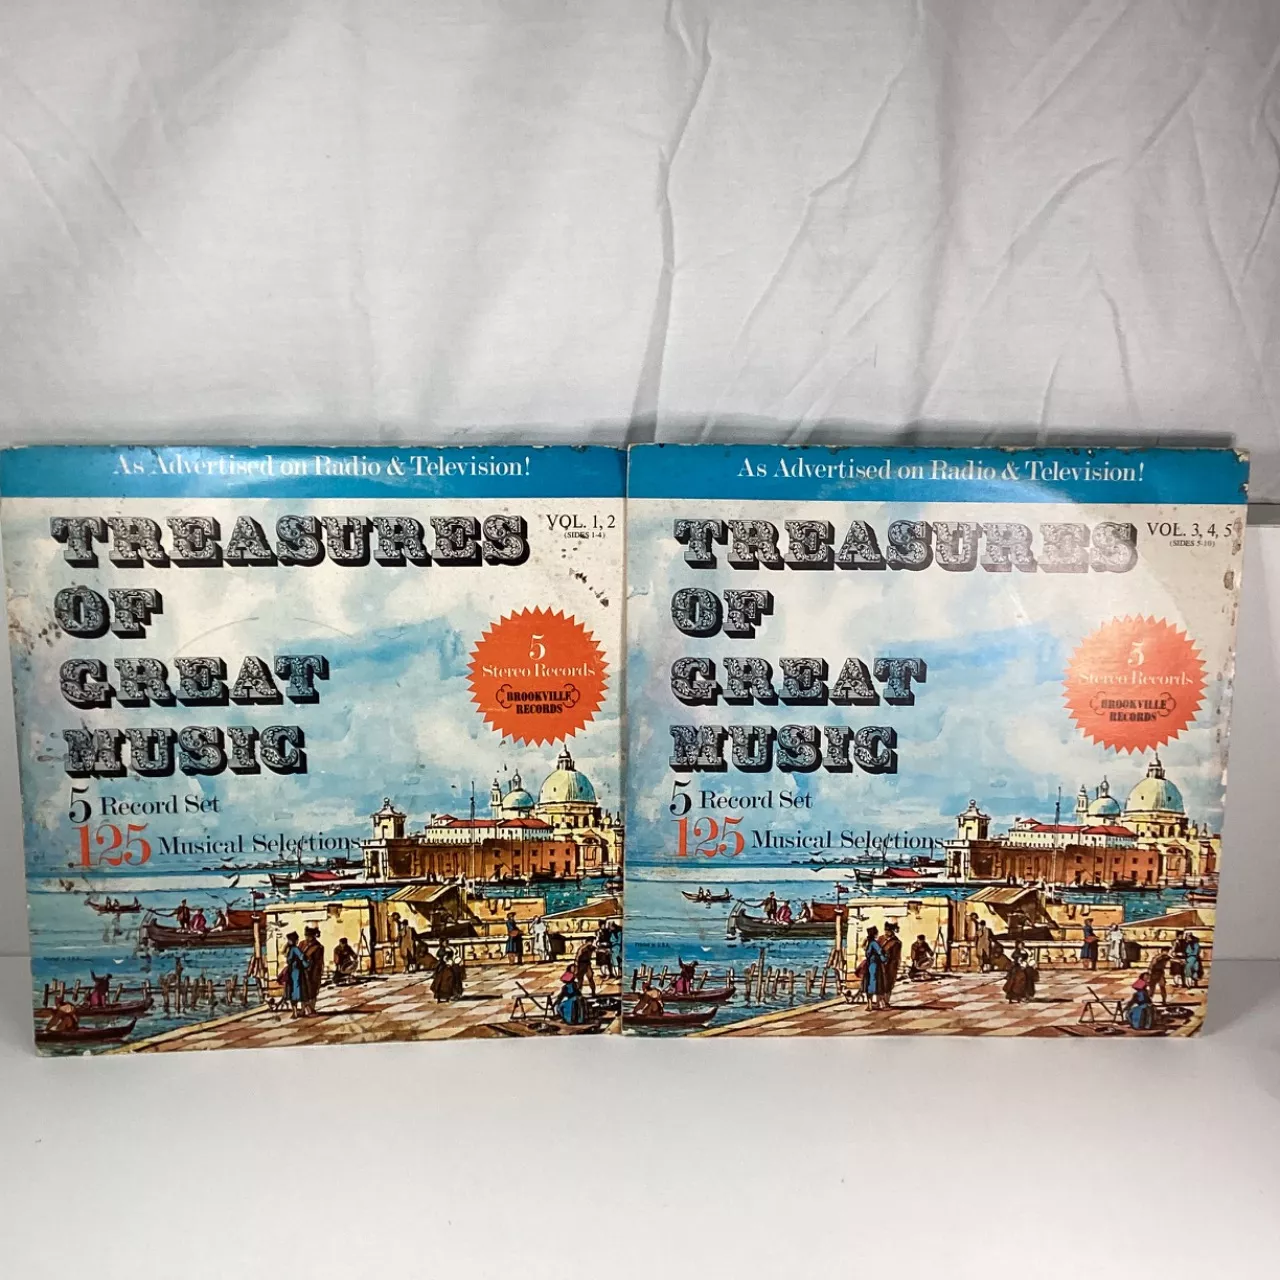 As Advertised on Radio & Television!
TREASURES
OF
GREAT
MUSIC
VOL. 1, 2
(SIDES 1-4)
5
Stereo Records
BROOKVILLE
RECORDS
5 Record Set
125 Musical Selections
As Advertised on Radio & Television!
TREASURES
OF
GREAT
MUSIC
VOL. 3, 4, 5
(SIDES 5-10)
5
Stereo Records
BROOKVILLE
RECORDS
5 Record Set
125 Musical Selections